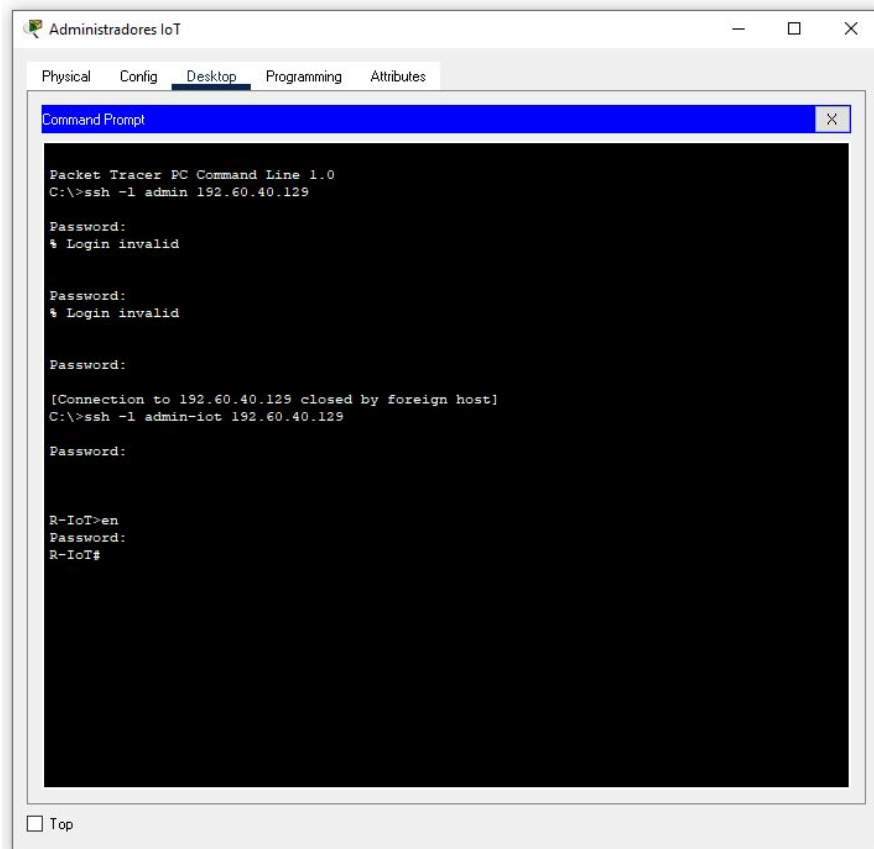 Administradores IoT
Physical Config Desktop Programming Attributes
Command Prompt
X
Packet Tracer PC Command Line 1.0
C:\>ssh -l admin 192.60.40.129
Password:
% Login invalid
Password:
% Login invalid
Password:
[Connection to 192.60.40.129 closed by foreign host]
C:\>ssh -l admin-iot 192.60.40.129
Password:
R-IoT>en
Password:
R-IoT#
Top